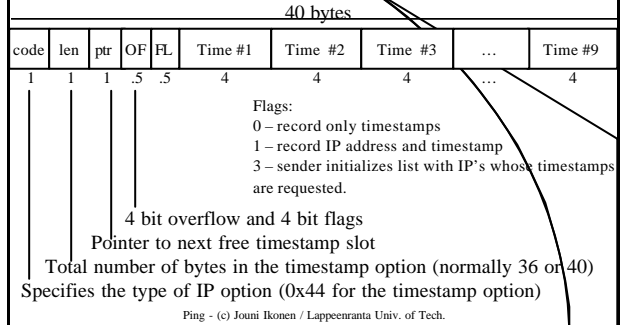 40 bytes
code len ptr OF FL Time #1 Time #2 Time #3 … Time #9
1 1 1 .5 .5 4 4 4 … 4
Flags:
0 – record only timestamps
1 – record IP address and timestamp
3 – sender initializes list with IP's whose timestamps
are requested.
4 bit overflow and 4 bit flags
Pointer to next free timestamp slot
Total number of bytes in the timestamp option (normally 36 or 40)
Specifies the type of IP option (0x44 for the timestamp option)
Ping - (c) Jouni Ikonen / Lappeenranta Univ. of Tech.